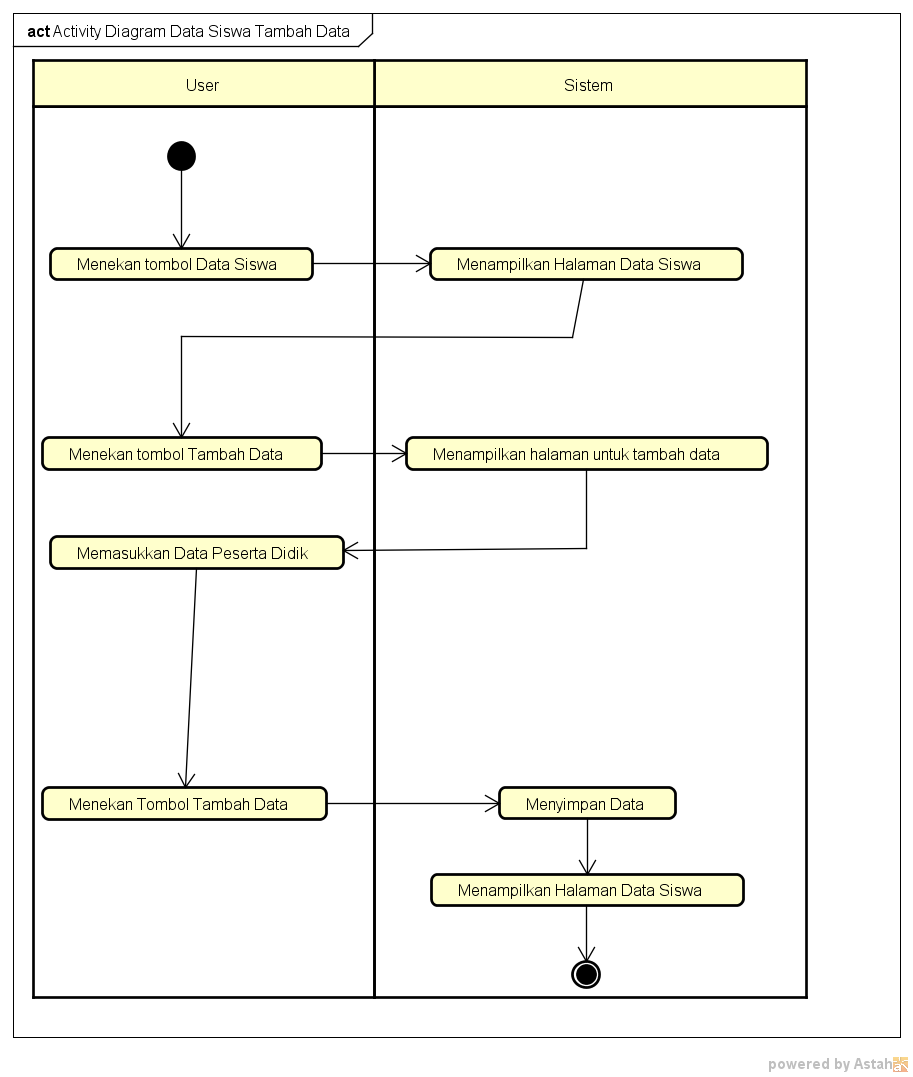 act Activity Diagram Data Siswa Tambah Data
User
Sistem
Menekan tombol Data Siswa
Menampilkan Halaman Data Siswa
Menekan tombol Tambah Data
Menampilkan halaman untuk tambah data
Memasukkan Data Peserta Didik
Menekan Tombol Tambah Data
Menyimpan Data
Menampilkan Halaman Data Siswa
powered by Astah